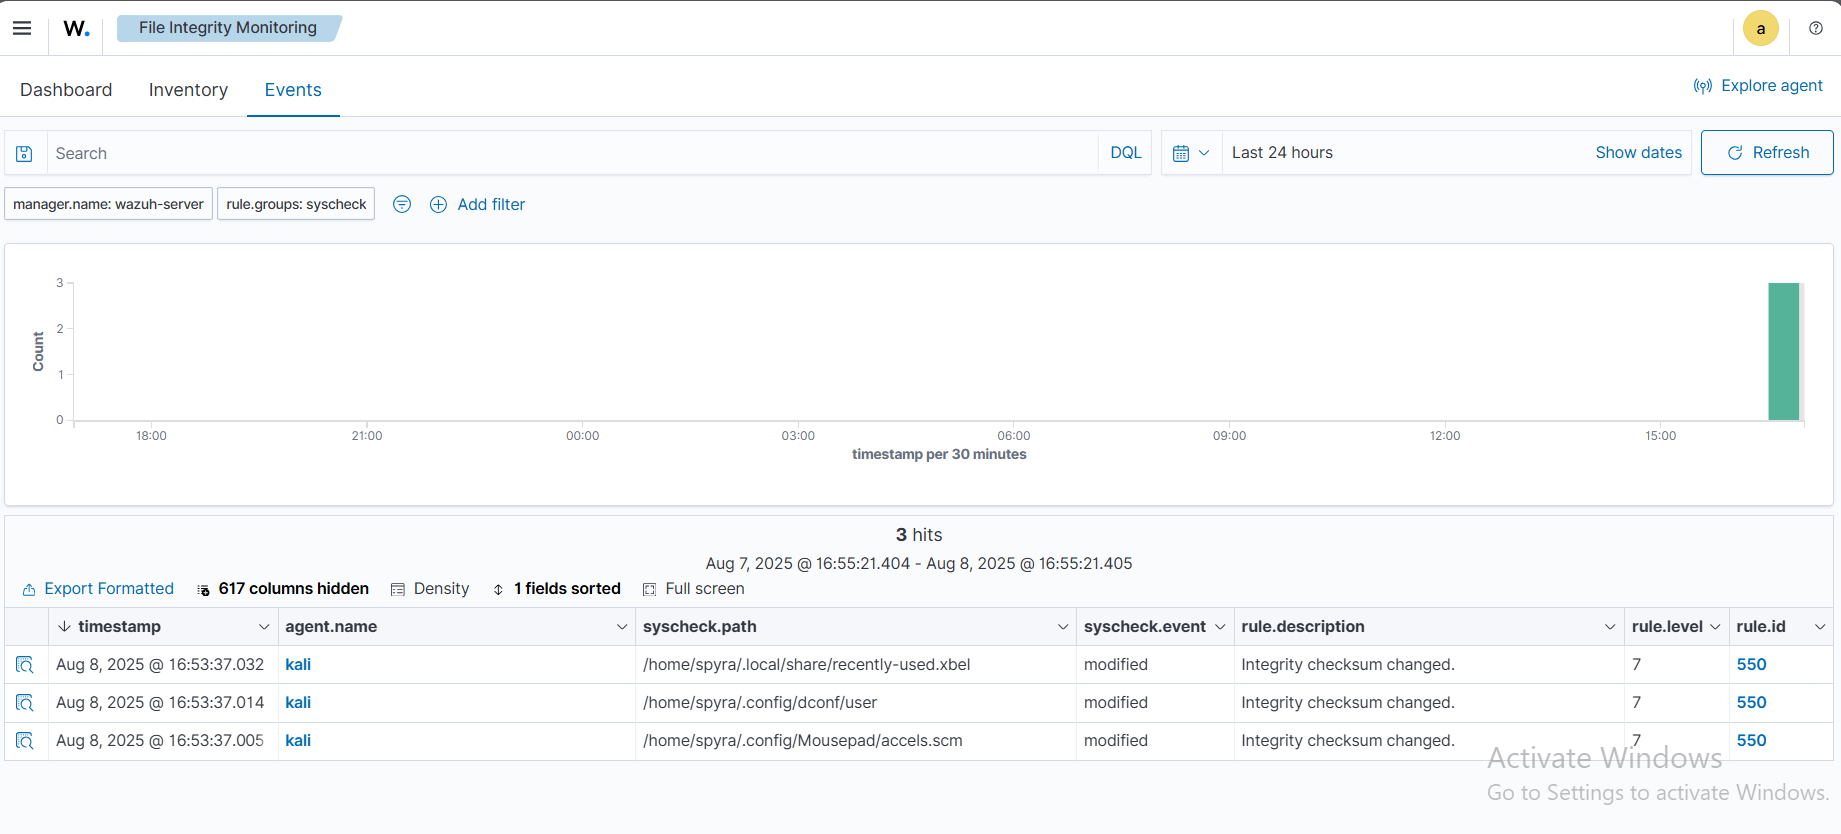 W.
File Integrity Monitoring
a
Dashboard
Inventory
Events
Explore agent
Search
DQL
Last 24 hours
Show dates
Refresh
manager.name: wazuh-server
rule.groups: syscheck
Add filter
3
2
1
0
Count
18:00
21:00
00:00
03:00
06:00
09:00
12:00
15:00
timestamp per 30 minutes
3 hits
Aug 7, 2025 @ 16:55:21.404 - Aug 8, 2025 @ 16:55:21.405
Export Formatted
617 columns hidden
Density
1 fields sorted
Full screen
timestamp agent.name syscheck.path syscheck.event rule.description rule.level rule.id
Aug 8, 2025 @ 16:53:37.032 kali /home/spyra/.local/share/recently-used.xbel modified Integrity checksum changed. 7 550
Aug 8, 2025 @ 16:53:37.014 kali /home/spyra/.config/dconf/user modified Integrity checksum changed. 7 550
Aug 8, 2025 @ 16:53:37.005 kali /home/spyra/.config/Mousepad/accels.scm modified Integrity checksum changed. 7 550
Activate Windows
Go to Settings to activate Windows.